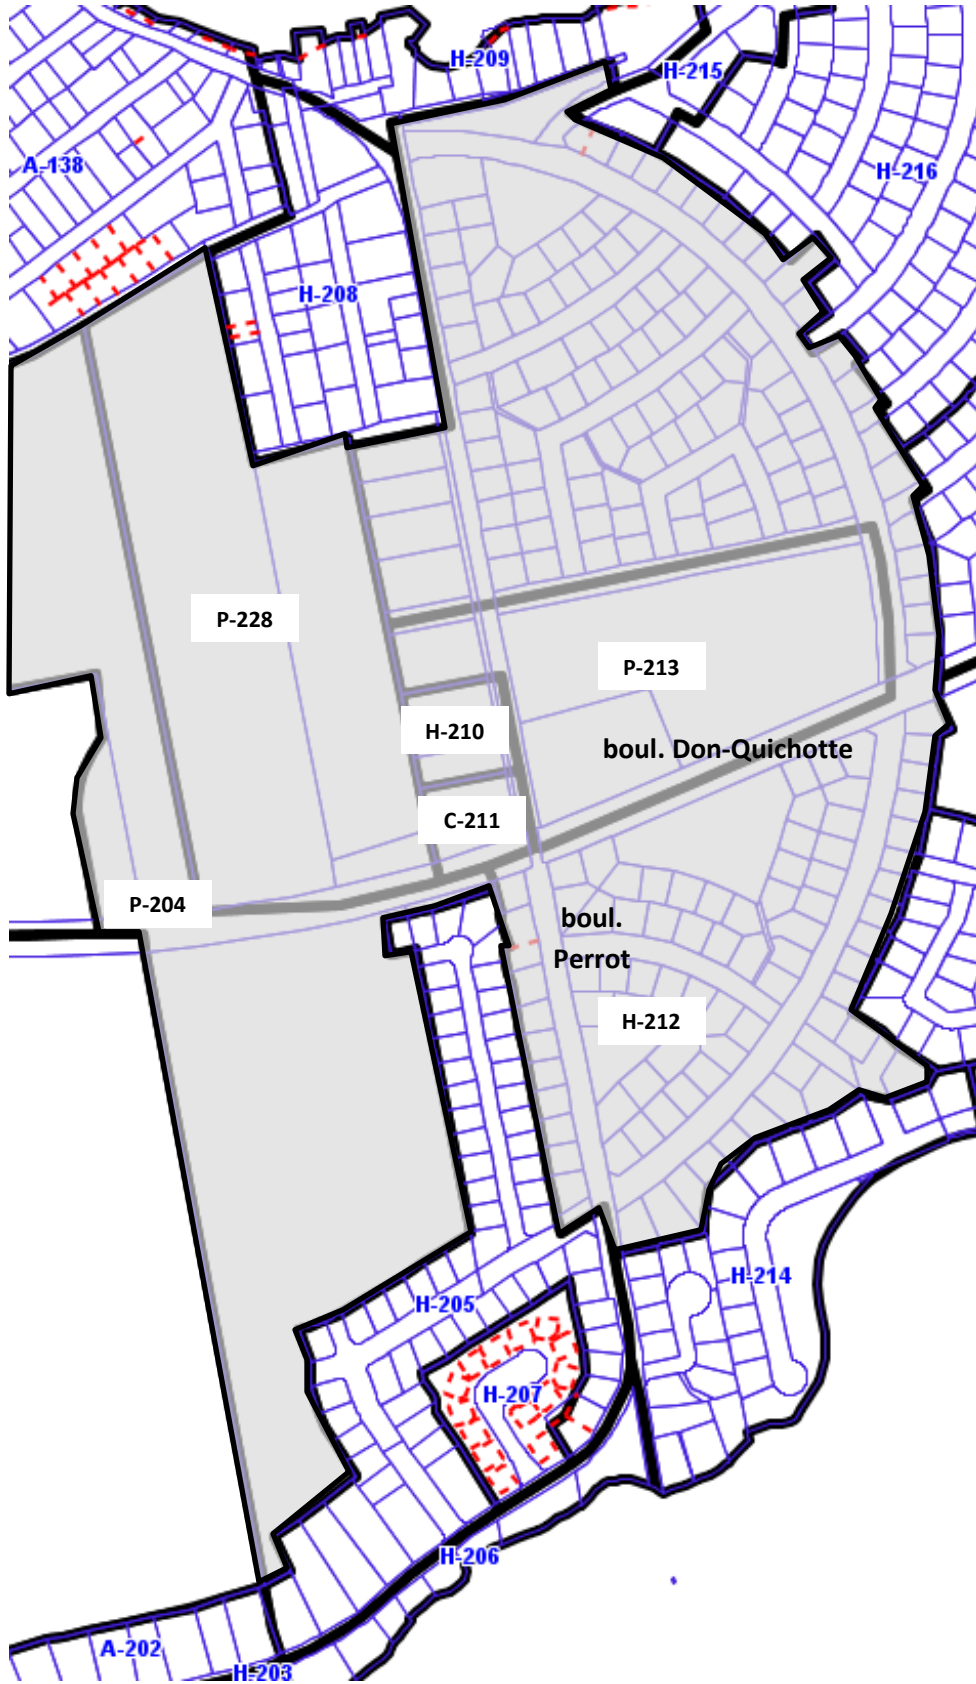 H-209
H-215
A-138
H-216
H-208
P-228
P-213
H-210
boul. Don-Quichotte
C-211
P-204
boul.
Perrot
H-212
H-214
H-205
H-207
H-206
A-202
H-203